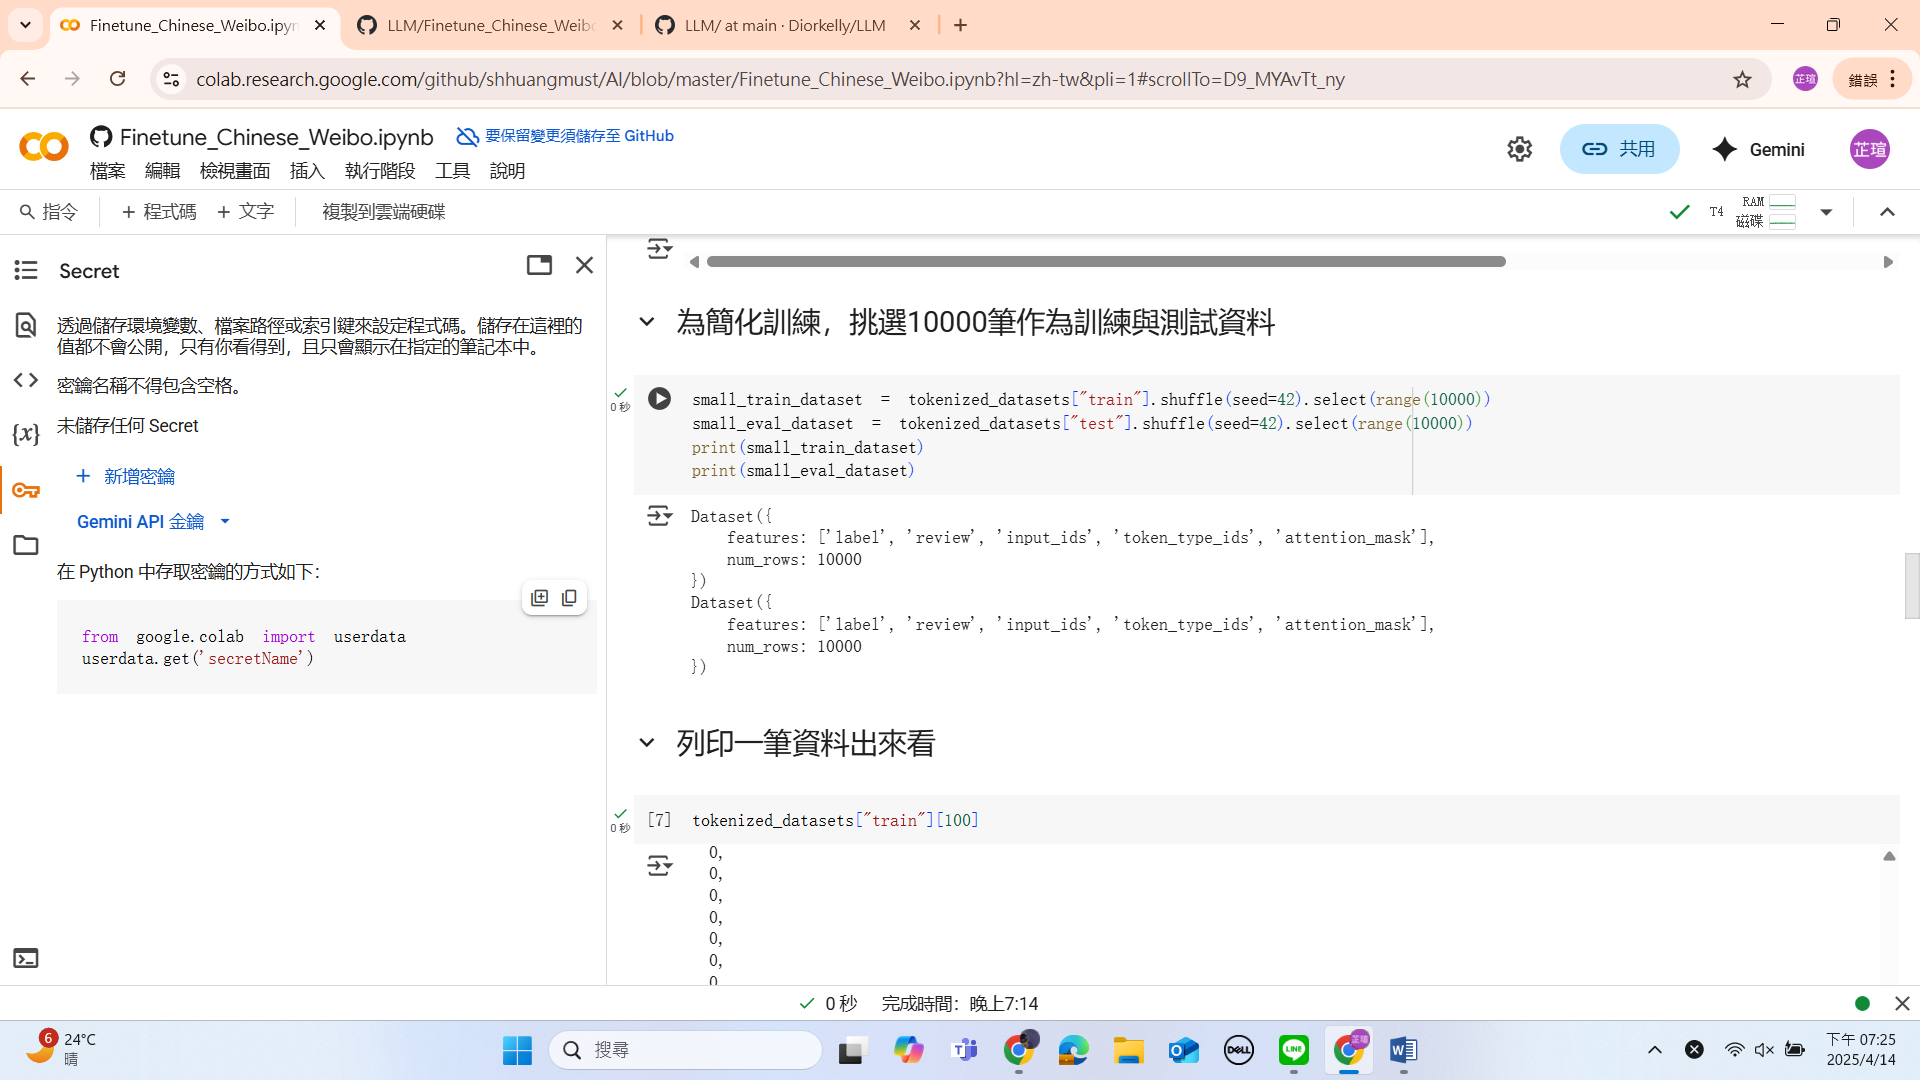 Finetune_Chinese_Weibo.ipyn
LLM/Finetune_Chinese_Weibo
LLM/ at main · Diorkelly/LLM
colab.research.google.com/github/shhuangmust/AI/blob/master/Finetune_Chinese_Weibo.ipynb?hl=zh-tw&pli=1#scrollTo=D9_MYAvTt_ny
芷瑄
錯誤
Finetune_Chinese_Weibo.ipynb
要保留變更須儲存至 GitHub
檔案 編輯 檢視畫面 插入 執行階段 工具 說明
共用
Gemini
芷瑄
指令
+ 程式碼 + 文字
複製到雲端硬碟
T4
RAM
磁碟
Secret
透過儲存環境變數、檔案路徑或索引鍵來設定程式碼。儲存在這裡的
值都不會公開，只有你看得到，且只會顯示在指定的筆記本中。
密鑰名稱不得包含空格。
未儲存任何 Secret
+ 新增密鑰
Gemini API 金鑰
在 Python 中存取密鑰的方式如下：
from google.colab import userdata
userdata.get('secretName')
{x}
為簡化訓練，挑選10000筆作為訓練與測試資料
0 秒
small_train_dataset = tokenized_datasets["train"].shuffle(seed=42).select(range(10000))
small_eval_dataset = tokenized_datasets["test"].shuffle(seed=42).select(range(10000))
print(small_train_dataset)
print(small_eval_dataset)
Dataset({
features: ['label', 'review', 'input_ids', 'token_type_ids', 'attention_mask'],
num_rows: 10000
})
Dataset({
features: ['label', 'review', 'input_ids', 'token_type_ids', 'attention_mask'],
num_rows: 10000
})
列印一筆資料出來看
0 秒
[7] tokenized_datasets["train"][100]
0,
0,
0,
0,
0,
0,
0
0 秒 完成時間：晚上7:14
6
24°C
晴
搜尋
DELL
LINE
芷瑄
下午 07:25
2025/4/14